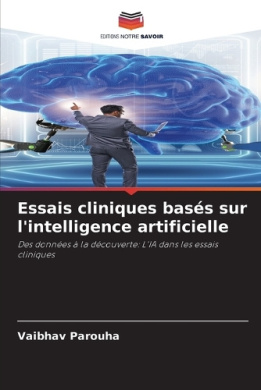 EDITIONS NOTRE SAVOIR
Essais cliniques basés sur
l'intelligence artificielle
Des données à la découverte: L'IA dans les essais
cliniques
Vaibhav Parouha